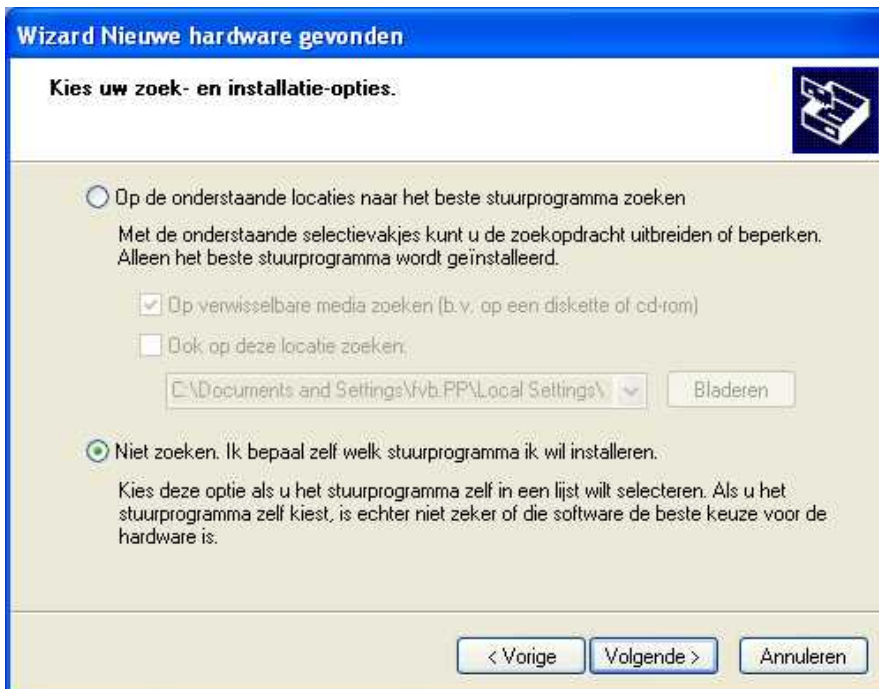 Wizard Nieuwe hardware gevonden
Kies uw zoek- en installatie-opties.
Op de onderstaande locaties naar het beste stuurprogramma zoeken
Met de onderstaande selectievakjes kunt u de zoekopdracht uitbreiden of beperken.
Alleen het beste stuurprogramma wordt geïnstalleerd.
Op verwisselbare media zoeken (b.v. op een diskette of cd-rom)
Ook op deze locatie zoeken:
C:\Documents and Settings\fvb.PP\Local Settings\
Bladeren
Niet zoeken. Ik bepaal zelf welk stuurprogramma ik wil installeren.
Kies deze optie als u het stuurprogramma zelf in een lijst wilt selecteren. Als u het
stuurprogramma zelf kiest, is echter niet zeker of die software de beste keuze voor de
hardware is.
< Vorige
Volgende >
Annuleren